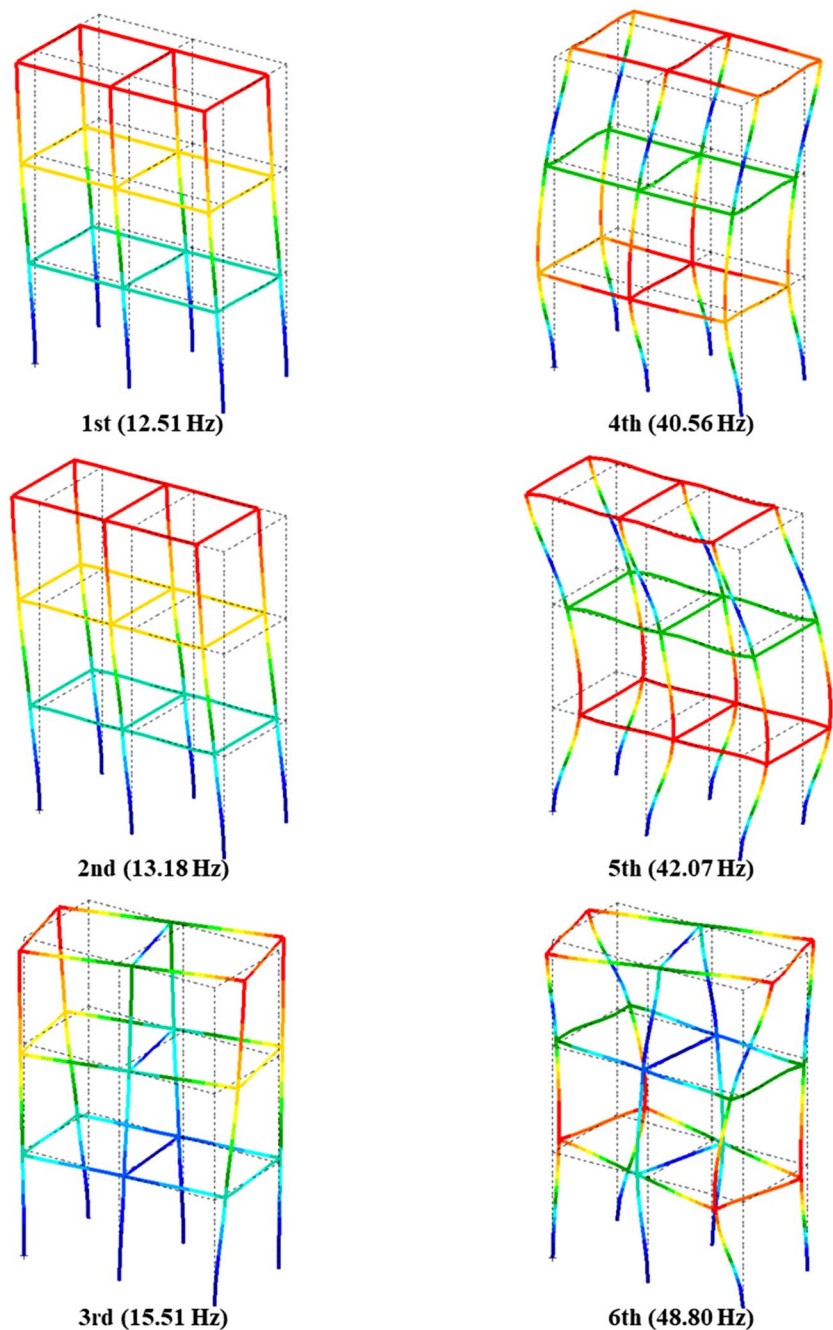 1st (12.51 Hz)
4th (40.56 Hz)
2nd (13.18 Hz)
5th (42.07 Hz)
3rd (15.51 Hz)
6th (48.80 Hz)